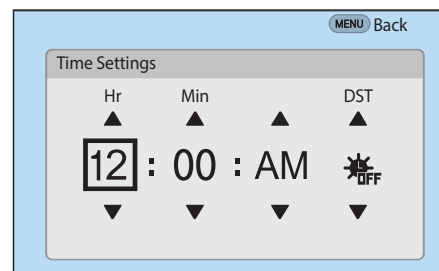 MENU Back
Time Settings
Hr Min DST
12 : 00 : AM OFF